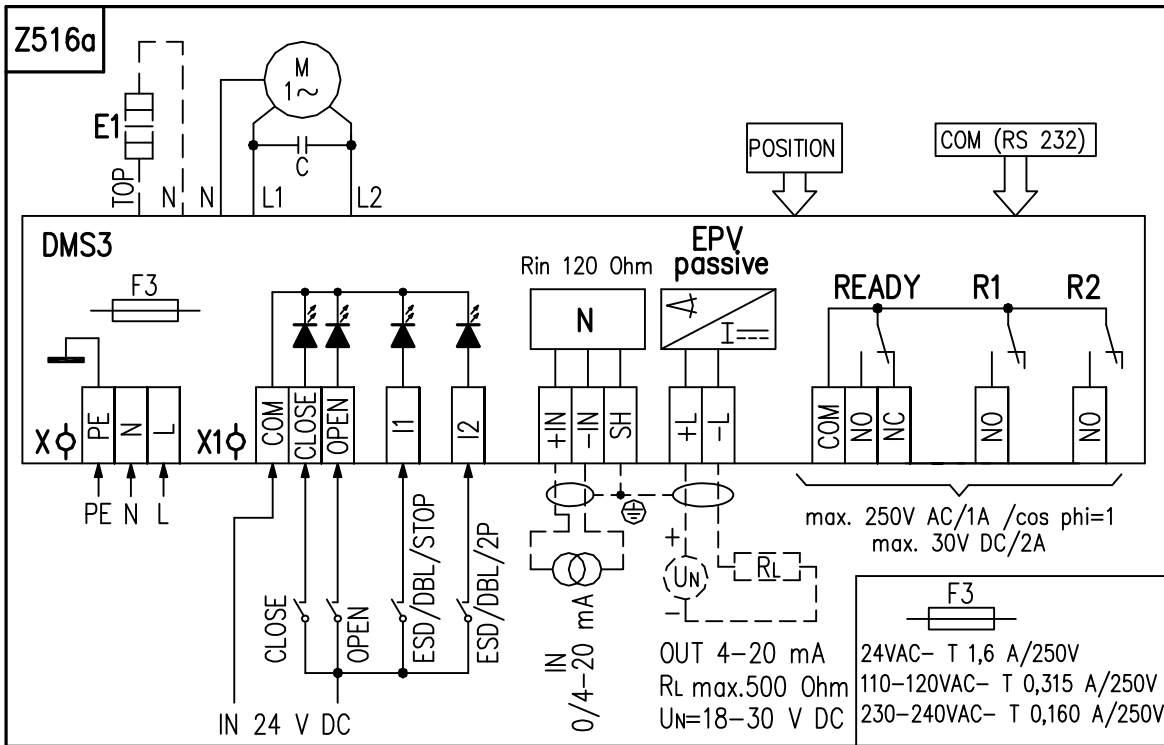 Z516a
M
1~
E1
C
TOP
N
N
L1
L2
POSITION
COM (RS 232)
DMS3
F3
Rin 120 Ohm
N
EPV
passive
READY
R1
R2
X
PE
N
L
X1
COM
CLOSE
OPEN
I1
I2
+IN
-IN
SH
+L
-L
COM
NO
NC
NO
NO
PE N L
CLOSE
OPEN
ESD/DBL/STOP
ESD/DBL/2P
IN 24 V DC
IN
0/4-20 mA
+
UN
-
RL
OUT 4-20 mA
RL max.500 Ohm
UN=18-30 V DC
max. 250V AC/1A /cos phi=1
max. 30V DC/2A
F3
24VAC- T 1,6 A/250V
110-120VAC- T 0,315 A/250V
230-240VAC- T 0,160 A/250V